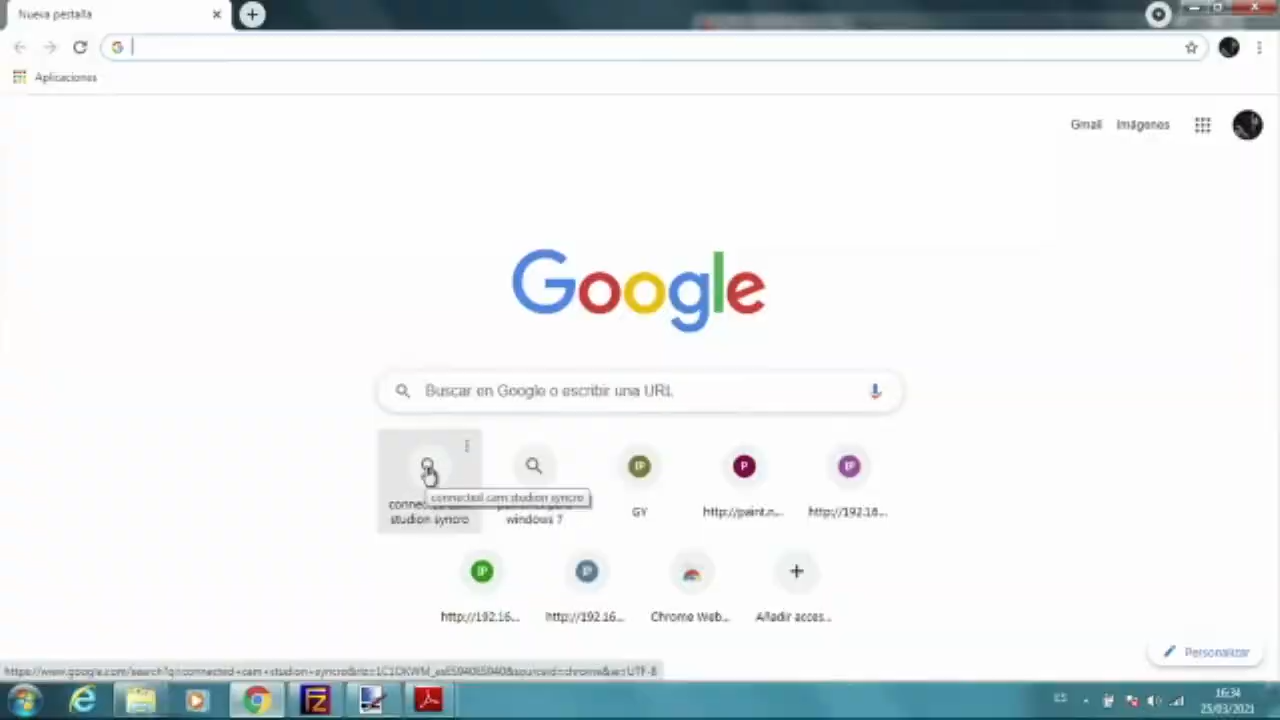 Nueva pestaña
Aplicaciones
Gmail
Imágenes
Google
Buscar en Google o escribir una URL
connected cam studion syncro
studion syncro
windows 7
GY
http://paint.n...
http://192.16...
http://192.16...
http://192.16...
Chrome Web...
Añadir acces...
Personalizar
ES
16:34
25/03/2021